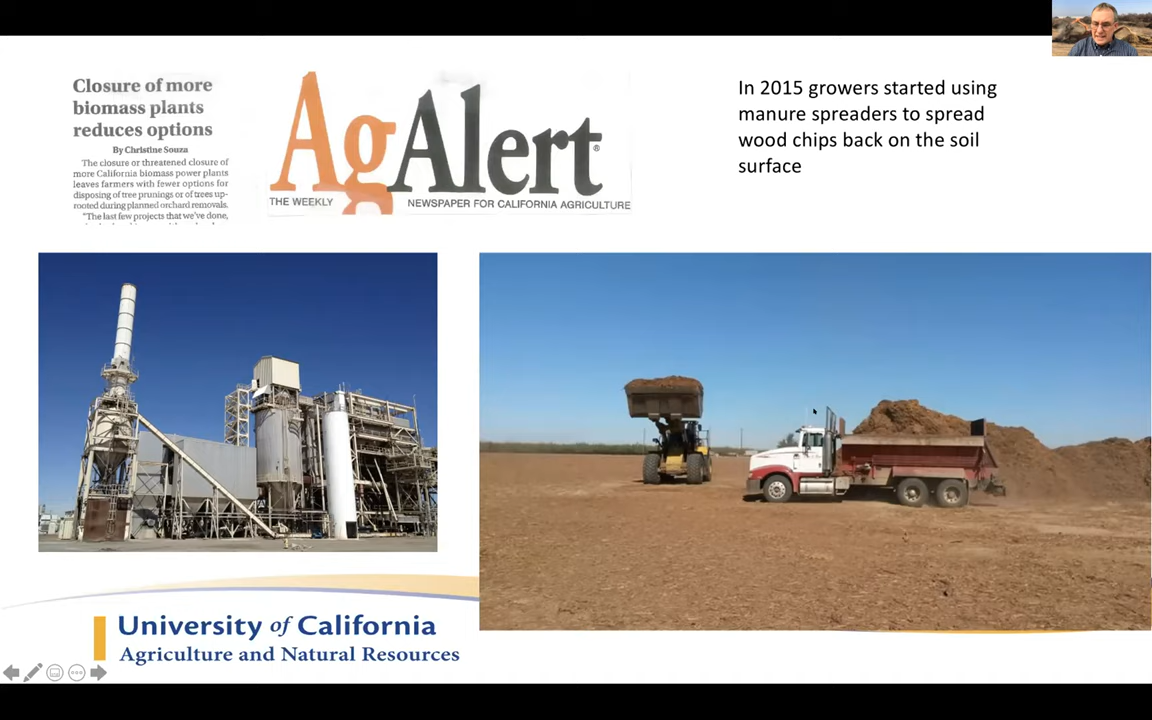 Closure of more
biomass plants
reduces options
By Christine Souza
The closure or threatened closure of
more California biomass power plants
leaves farmers with fewer options for
disposing of tree prunings or of trees up-
rooted during planned orchard removals.
"The last few projects that we've done,
AgAlert®
THE WEEKLY NEWSPAPER FOR CALIFORNIA AGRICULTURE
In 2015 growers started using
manure spreaders to spread
wood chips back on the soil
surface
University of California
Agriculture and Natural Resources